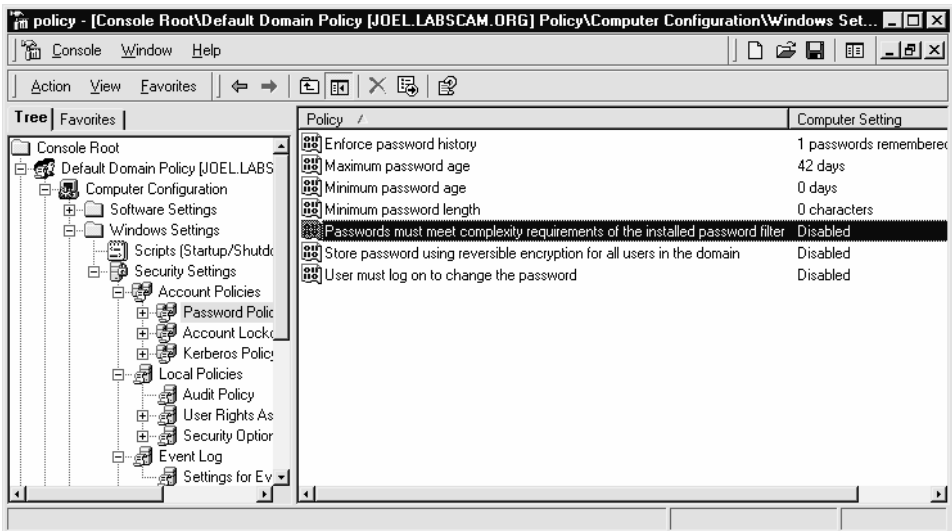 policy - [Console Root\Default Domain Policy [JOEL.LABSCAM.ORG] Policy\Computer Configuration\Windows Set...
Console Window Help
Action View Favorites
Tree Favorites
Console Root
Default Domain Policy [JOEL.LABS
Computer Configuration
Software Settings
Windows Settings
Scripts (Startup/Shutdo
Security Settings
Account Policies
Password Polic
Account Locko
Kerberos Policy
Local Policies
Audit Policy
User Rights As
Security Option
Event Log
Settings for Ev
Policy Computer Setting
Enforce password history 1 passwords remembered
Maximum password age 42 days
Minimum password age 0 days
Minimum password length 0 characters
Passwords must meet complexity requirements of the installed password filter Disabled
Store password using reversible encryption for all users in the domain Disabled
User must log on to change the password Disabled